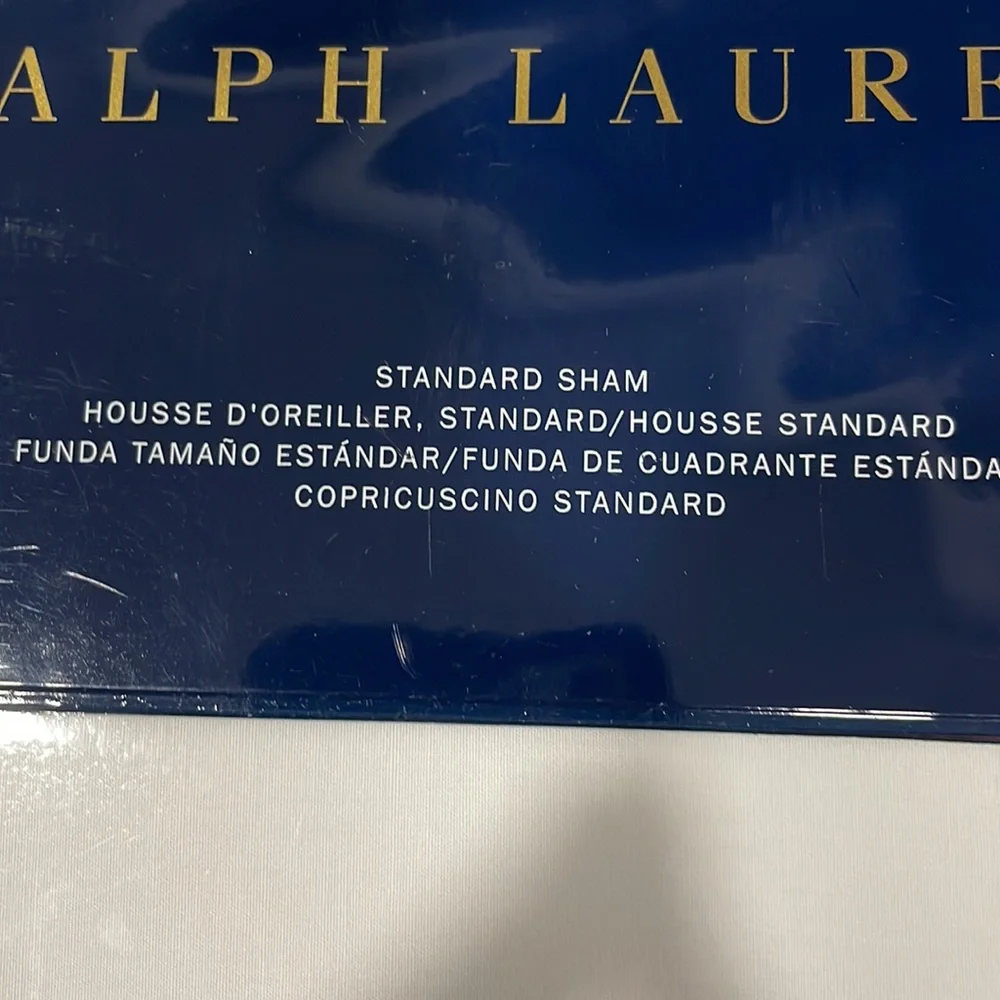 ALPH LAURE
STANDARD SHAM
HOUSSE D'OREILLER, STANDARD/HOUSSE STANDARD
FUNDA TAMAÑO ESTÁNDAR/FUNDA DE CUADRANTE ESTÁNDA
COPRICUSCINO STANDARD